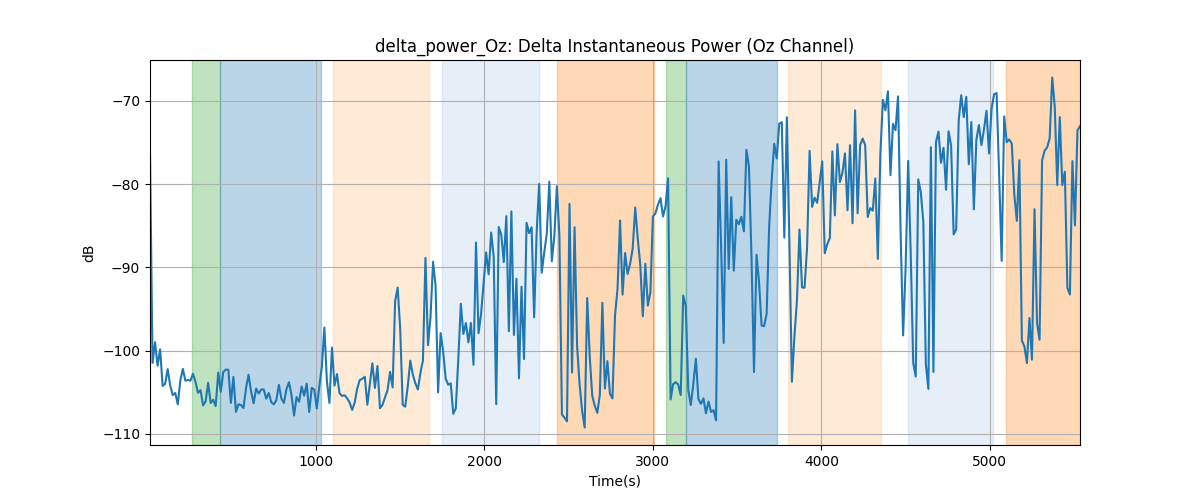 delta_power_Oz: Delta Instantaneous Power (Oz Channel)
−70
−80
−90
−100
−110
dB
1000 2000 3000 4000 5000
Time(s)